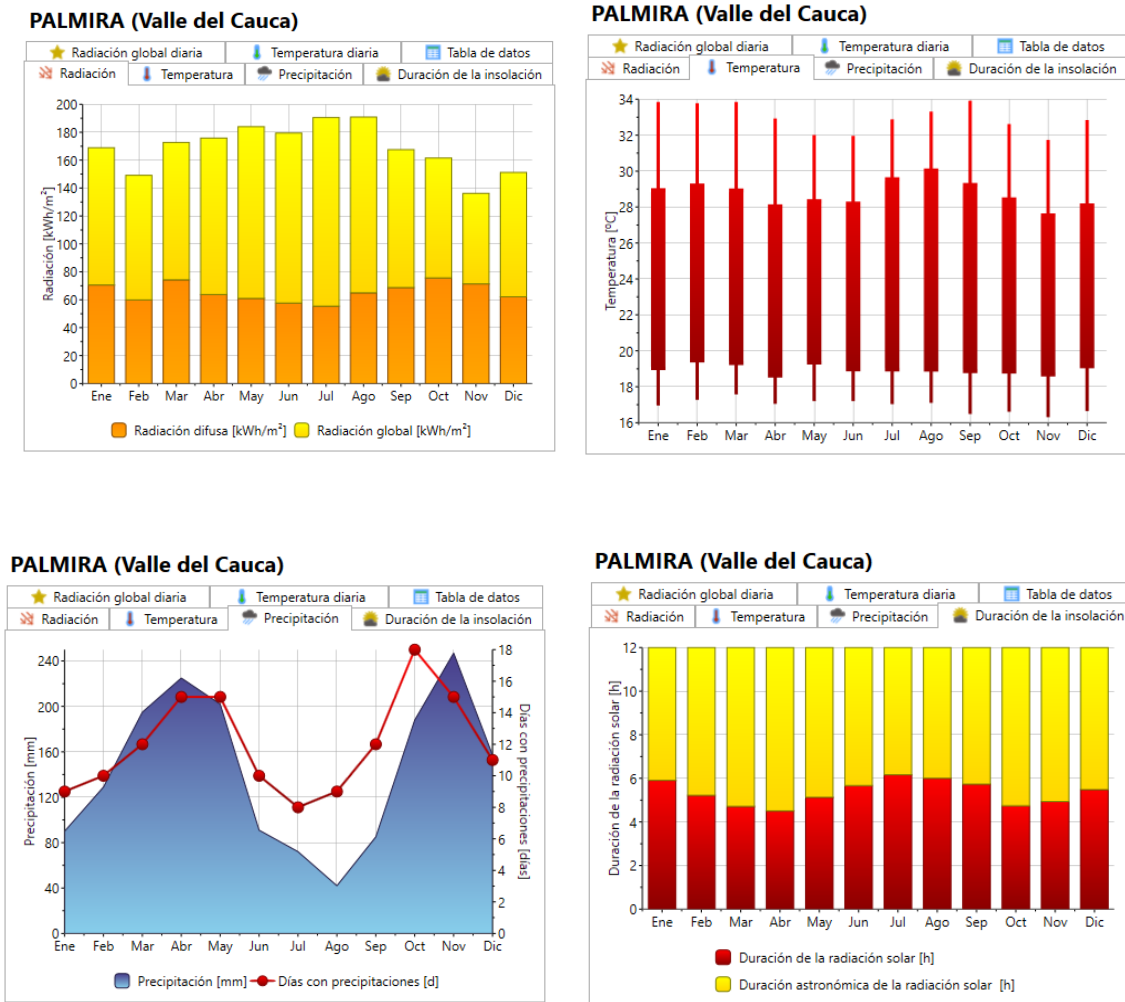 PALMIRA (Valle del Cauca)
Radiación global diaria Temperatura diaria Tabla de datos
Radiación Temperatura Precipitación Duración de la insolación
Radiación [kWh/m²]
200
180
160
140
120
100
80
60
40
20
0
Ene Feb Mar Abr May Jun Jul Ago Sep Oct Nov Dic
Radiación difusa [kWh/m²] Radiación global [kWh/m²]
PALMIRA (Valle del Cauca)
Radiación global diaria Temperatura diaria Tabla de datos
Radiación Temperatura Precipitación Duración de la insolación
Temperatura [ºC]
34
32
30
28
26
24
22
20
18
16
Ene Feb Mar Abr May Jun Jul Ago Sep Oct Nov Dic
PALMIRA (Valle del Cauca)
Radiación global diaria Temperatura diaria Tabla de datos
Radiación Temperatura Precipitación Duración de la insolación
Precipitación [mm]
240
200
160
120
80
40
0
Días con precipitaciones [días]
18
16
14
12
10
8
6
4
2
0
Ene Feb Mar Abr May Jun Jul Ago Sep Oct Nov Dic
Precipitación [mm] Días con precipitaciones [d]
PALMIRA (Valle del Cauca)
Radiación global diaria Temperatura diaria Tabla de datos
Radiación Temperatura Precipitación Duración de la insolación
Duración de la radiación solar [h]
12
10
8
6
4
2
0
Ene Feb Mar Abr May Jun Jul Ago Sep Oct Nov Dic
Duración de la radiación solar [h]
Duración astronómica de la radiación solar [h]